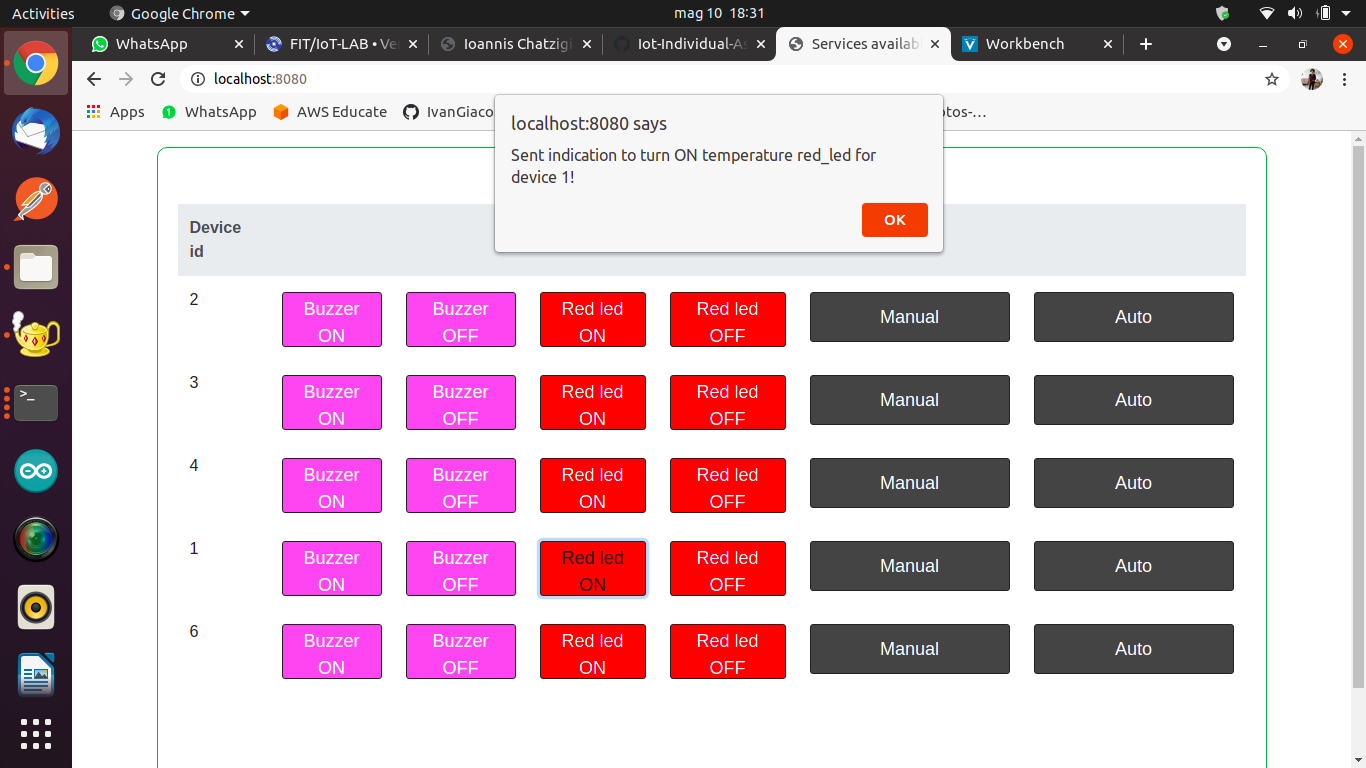 Activities
Google Chrome
mag 10 18:31
WhatsApp
FIT/IoT-LAB • Ve
Ioannis Chatzigi
Iot-Individual-As
Services availab
Workbench
localhost:8080
Apps
WhatsApp
AWS Educate
IvanGiaco
otos-…
localhost:8080 says
Sent indication to turn ON temperature red_led for
device 1!
OK
Device
id
2
Buzzer
ON
Buzzer
OFF
Red led
ON
Red led
OFF
Manual
Auto
3
Buzzer
ON
Buzzer
OFF
Red led
ON
Red led
OFF
Manual
Auto
4
Buzzer
ON
Buzzer
OFF
Red led
ON
Red led
OFF
Manual
Auto
1
Buzzer
ON
Buzzer
OFF
Red led
ON
Red led
OFF
Manual
Auto
6
Buzzer
ON
Buzzer
OFF
Red led
ON
Red led
OFF
Manual
Auto